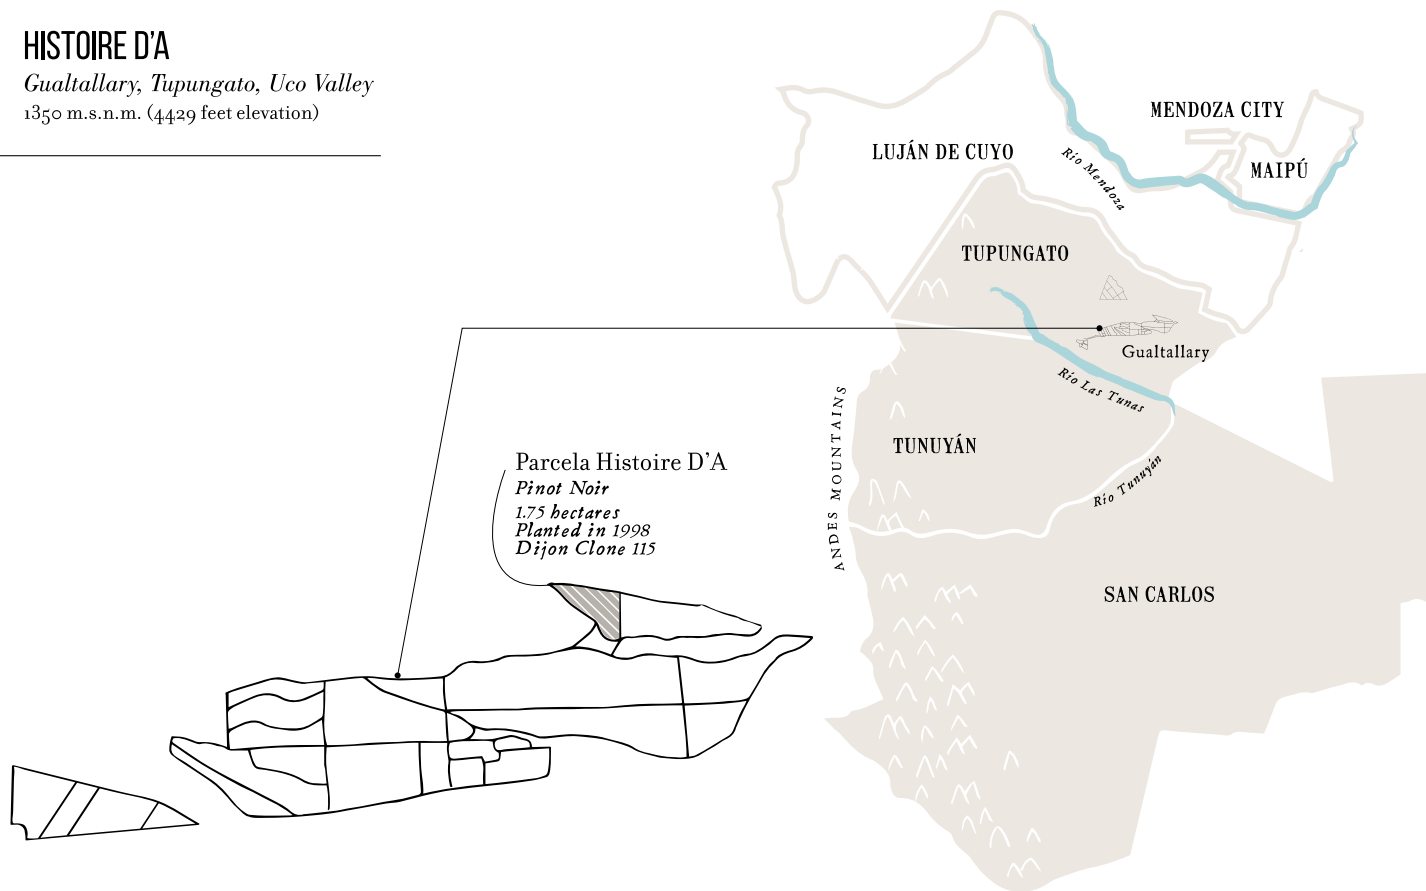 HISTOIRE D'A
Gualtallary, Tupungato, Uco Valley
1350 m.s.n.m. (4429 feet elevation)
MENDOZA CITY
LUJÁN DE CUYO
Río Mendoza
MAIPÚ
TUPUNGATO
Gualtallary
Río Las Tunas
ANDES MOUNTAINS
TUNUYÁN
Río Tunuyán
Parcela Histoire D'A
Pinot Noir
1.75 hectares
Planted in 1998
Dijon Clone 115
SAN CARLOS